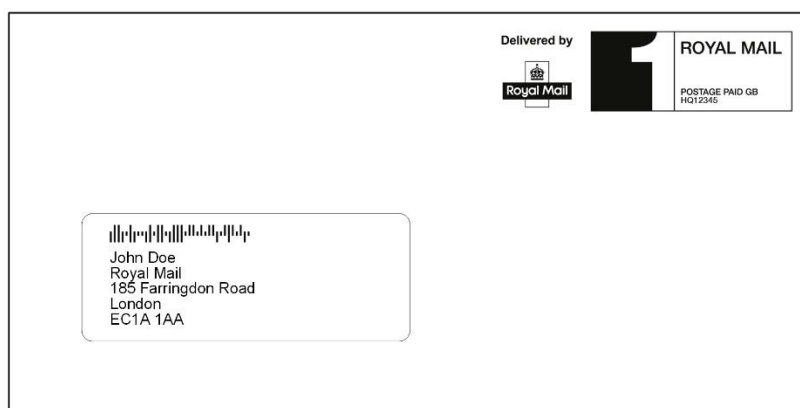 Delivered by
Royal Mail
1
ROYAL MAIL
POSTAGE PAID GB
HQ12345
John Doe
Royal Mail
185 Farringdon Road
London
EC1A 1AA